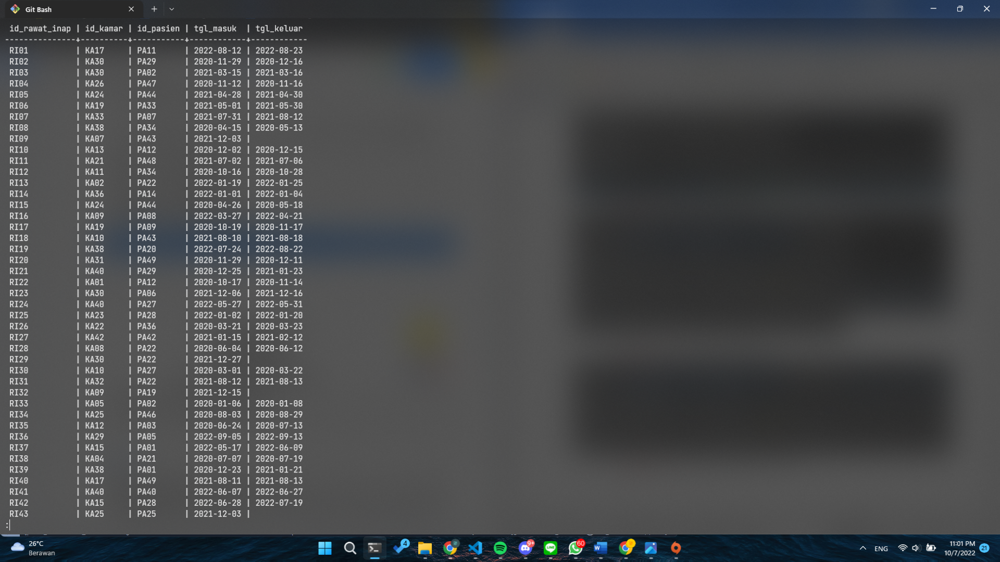 Git Bash
id_rawat_inap | id_kamar | id_pasien | tgl_masuk | tgl_keluar
---------------+----------+-----------+------------+------------
RI01 | KA17 | PA11 | 2022-08-12 | 2022-08-23
RI02 | KA30 | PA29 | 2020-11-29 | 2020-12-16
RI03 | KA30 | PA02 | 2021-03-15 | 2021-03-16
RI04 | KA26 | PA47 | 2020-11-12 | 2020-11-16
RI05 | KA24 | PA44 | 2021-04-28 | 2021-04-30
RI06 | KA19 | PA33 | 2021-05-01 | 2021-05-30
RI07 | KA33 | PA07 | 2021-07-31 | 2021-08-12
RI08 | KA38 | PA34 | 2020-04-15 | 2020-05-13
RI09 | KA07 | PA43 | 2021-12-03 |
RI10 | KA13 | PA12 | 2020-12-02 | 2020-12-15
RI11 | KA21 | PA48 | 2021-07-02 | 2021-07-06
RI12 | KA11 | PA34 | 2020-10-16 | 2020-10-28
RI13 | KA02 | PA22 | 2022-01-19 | 2022-01-25
RI14 | KA36 | PA14 | 2022-01-01 | 2022-01-04
RI15 | KA24 | PA44 | 2020-04-26 | 2020-05-18
RI16 | KA09 | PA08 | 2022-03-27 | 2022-04-21
RI17 | KA19 | PA09 | 2020-10-19 | 2020-11-17
RI18 | KA10 | PA43 | 2021-08-10 | 2021-08-18
RI19 | KA38 | PA20 | 2022-07-24 | 2022-08-22
RI20 | KA31 | PA49 | 2020-11-29 | 2020-12-11
RI21 | KA40 | PA29 | 2020-12-25 | 2021-01-23
RI22 | KA01 | PA12 | 2020-10-17 | 2020-11-14
RI23 | KA30 | PA06 | 2021-12-06 | 2021-12-16
RI24 | KA40 | PA27 | 2022-05-27 | 2022-05-31
RI25 | KA23 | PA28 | 2022-01-02 | 2022-01-20
RI26 | KA22 | PA36 | 2020-03-21 | 2020-03-23
RI27 | KA42 | PA42 | 2021-01-15 | 2021-02-12
RI28 | KA08 | PA22 | 2020-06-04 | 2020-06-12
RI29 | KA30 | PA22 | 2021-12-27 |
RI30 | KA10 | PA27 | 2020-03-01 | 2020-03-22
RI31 | KA32 | PA22 | 2021-08-12 | 2021-08-13
RI32 | KA09 | PA19 | 2021-12-15 |
RI33 | KA05 | PA02 | 2020-01-06 | 2020-01-08
RI34 | KA25 | PA46 | 2020-08-03 | 2020-08-29
RI35 | KA12 | PA03 | 2020-06-24 | 2020-07-13
RI36 | KA29 | PA05 | 2022-09-05 | 2022-09-13
RI37 | KA15 | PA01 | 2022-05-17 | 2022-06-09
RI38 | KA04 | PA21 | 2020-07-07 | 2020-07-19
RI39 | KA38 | PA01 | 2020-12-23 | 2021-01-21
RI40 | KA17 | PA49 | 2021-08-11 | 2021-08-13
RI41 | KA40 | PA40 | 2022-06-07 | 2022-06-27
RI42 | KA15 | PA28 | 2022-06-28 | 2022-07-19
RI43 | KA25 | PA25 | 2021-12-03 |
:
26°C
Berawan
4
9+
LINE
60
W
ENG
11:01 PM
10/7/2022
21